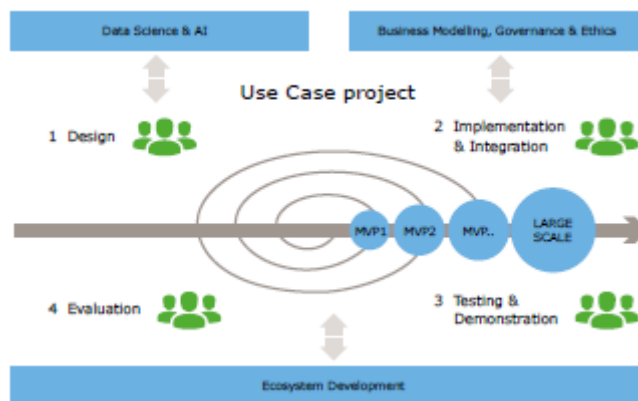 Data Science & AI
Business Modelling, Governance & Ethics
Use Case project
1 Design
2 Implementation
& Integration
MVP1
MVP2
MVP..
LARGE
SCALE
4 Evaluation
3 Testing &
Demonstration
Ecosystem Development